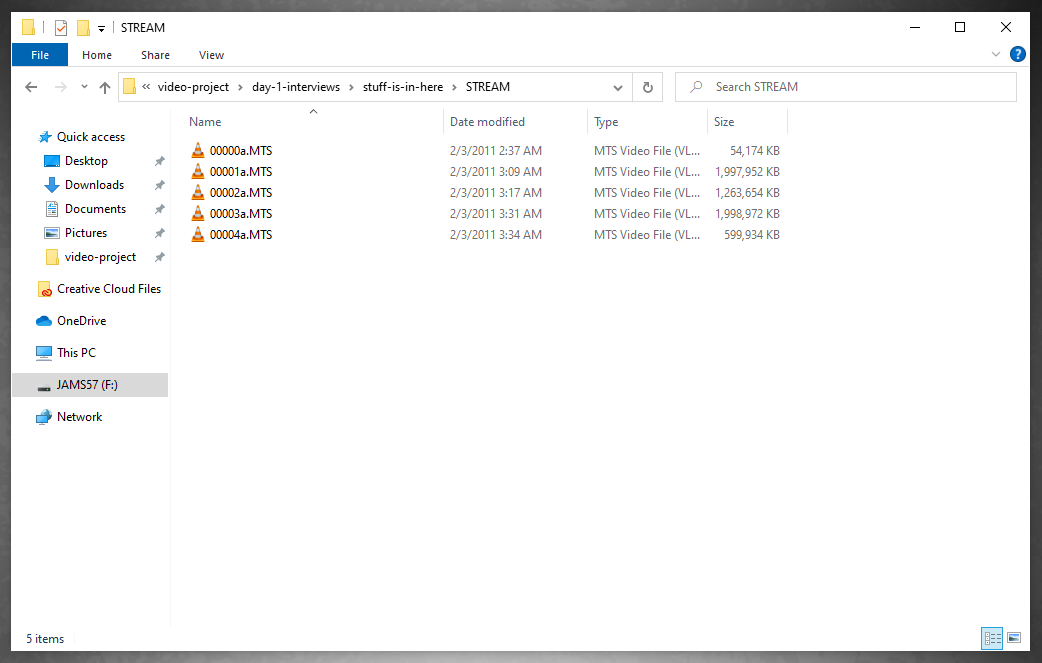 STREAM
File Home Share View
« video-project › day-1-interviews › stuff-is-in-here › STREAM
Search STREAM
Quick access
Desktop
Downloads
Documents
Pictures
video-project
Creative Cloud Files
OneDrive
This PC
JAMS57 (F:)
Network
Name Date modified Type Size
00000a.MTS 2/3/2011 2:37 AM MTS Video File (VL... 54,174 KB
00001a.MTS 2/3/2011 3:09 AM MTS Video File (VL... 1,997,952 KB
00002a.MTS 2/3/2011 3:17 AM MTS Video File (VL... 1,263,654 KB
00003a.MTS 2/3/2011 3:31 AM MTS Video File (VL... 1,998,972 KB
00004a.MTS 2/3/2011 3:34 AM MTS Video File (VL... 599,934 KB
5 items